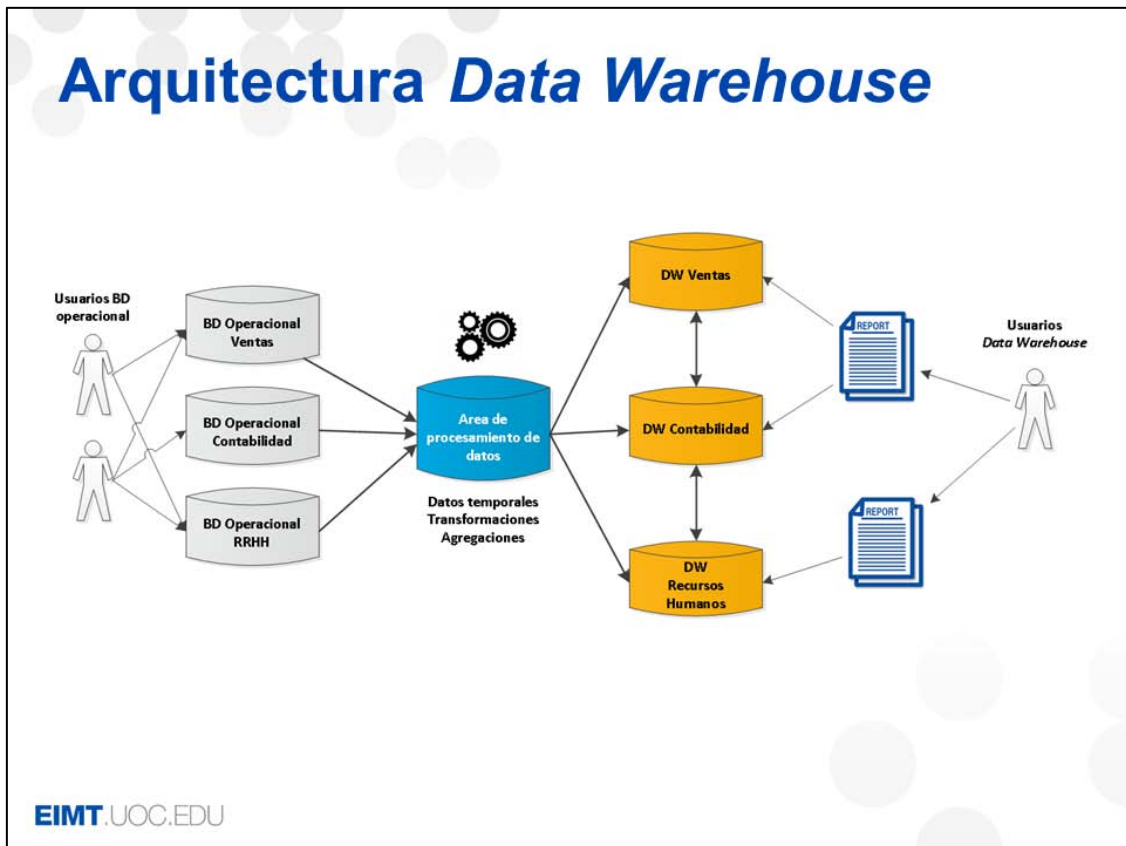 Arquitectura Data Warehouse
Usuarios BD
operacional
BD Operacional
Ventas
BD Operacional
Contabilidad
BD Operacional
RRHH
Area de
procesamiento de
datos
Datos temporales
Transformaciones
Agregaciones
DW Ventas
DW Contabilidad
DW
Recursos
Humanos
REPORT
REPORT
Usuarios
Data Warehouse
EIMT.UOC.EDU